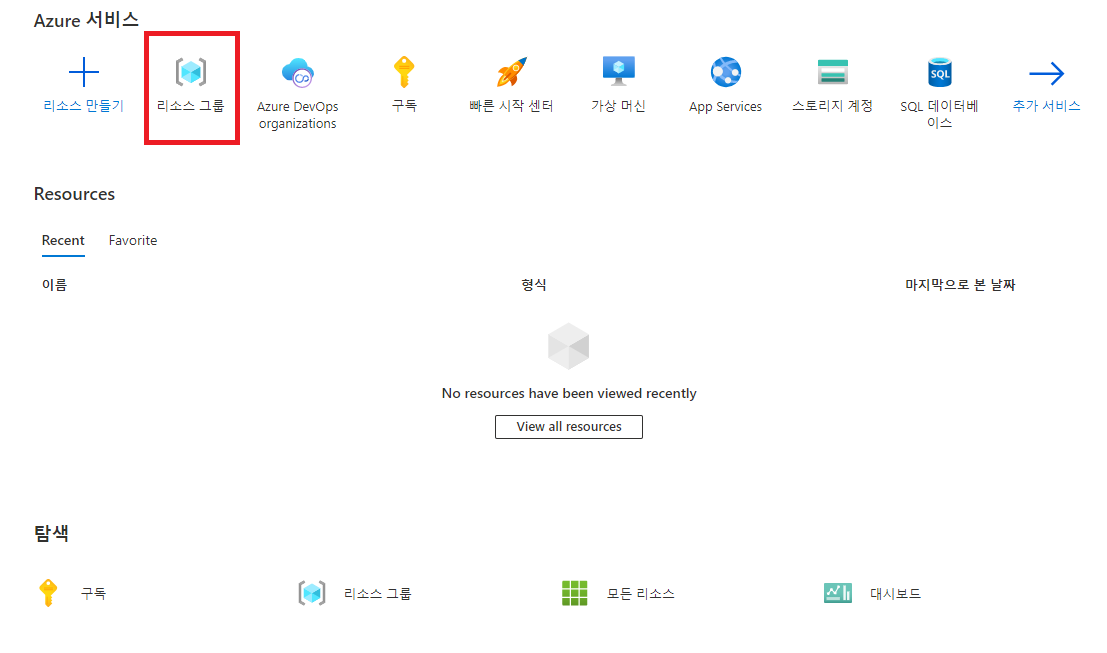 Azure 서비스
리소스 만들기
리소스 그룹
Azure DevOps
organizations
구독
빠른 시작 센터
가상 머신
App Services
스토리지 계정
SQL
SQL 데이터베
이스
추가 서비스
Resources
Recent
Favorite
이름
형식
마지막으로 본 날짜
No resources have been viewed recently
View all resources
탐색
구독
리소스 그룹
모든 리소스
대시보드